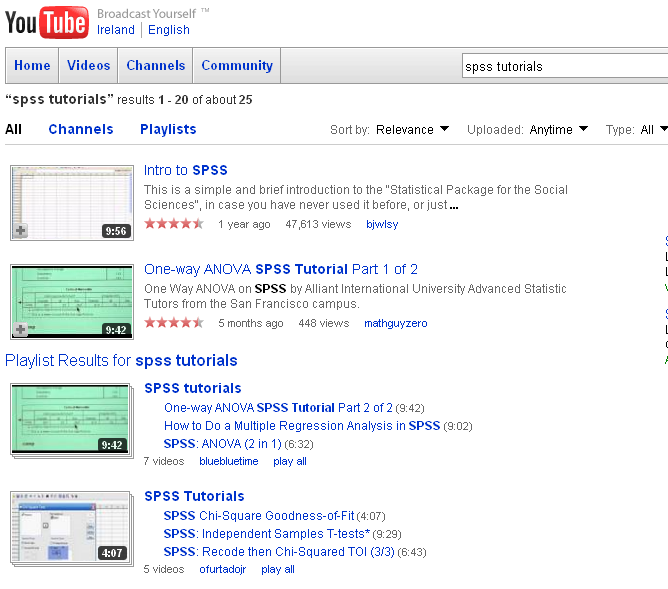 YouTube Broadcast Yourself ™
Ireland English
Home Videos Channels Community spss tutorials
“spss tutorials” results 1 - 20 of about 25
All Channels Playlists Sort by: Relevance Uploaded: Anytime Type: All
Intro to SPSS
This is a simple and brief introduction to the "Statistical Package for the Social
Sciences", in case you have never used it before, or just ...
9:56
1 year ago 47,613 views bjwlsy
One-way ANOVA SPSS Tutorial Part 1 of 2
One Way ANOVA on SPSS by Alliant International University Advanced Statistic
Tutors from the San Francisco campus.
9:42
5 months ago 448 views mathguyzero
Playlist Results for spss tutorials
SPSS tutorials
One-way ANOVA SPSS Tutorial Part 2 of 2 (9:42)
How to Do a Multiple Regression Analysis in SPSS (9:02)
SPSS: ANOVA (2 in 1) (6:32)
9:42
7 videos bluebluetime play all
SPSS Tutorials
SPSS Chi-Square Goodness-of-Fit (4:07)
SPSS: Independent Samples T-tests* (9:29)
SPSS: Recode then Chi-Squared TOI (3/3) (6:43)
4:07
5 videos ofurtadojr play all